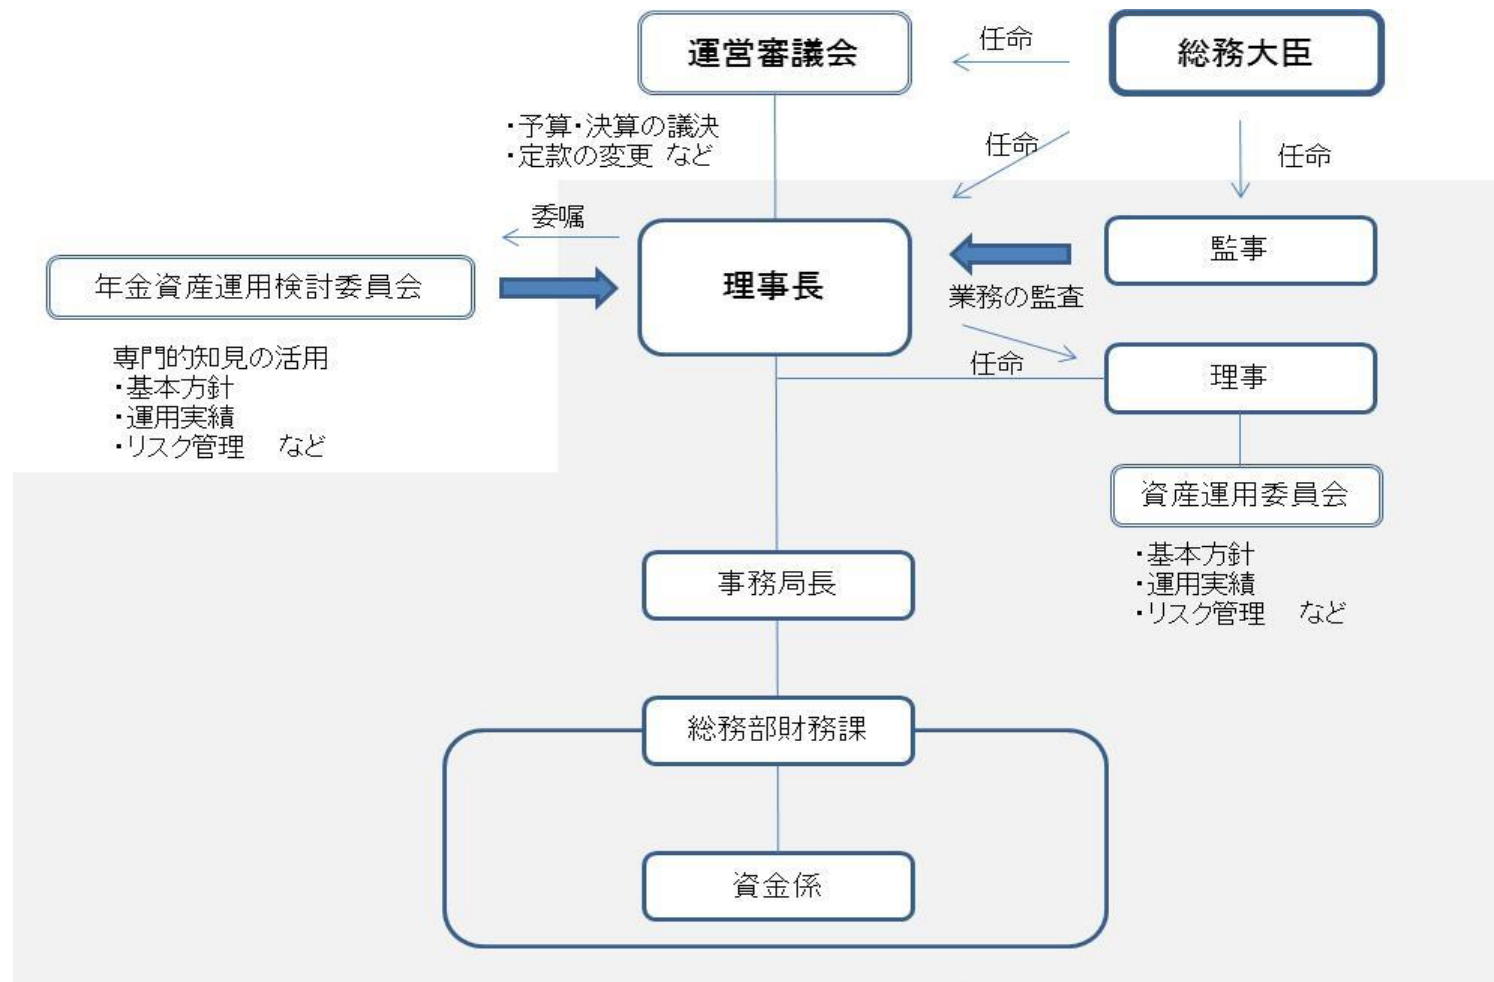 運営審議会
任命
総務大臣
・予算・決算の議決
・定款の変更 など
任命
任命
委嘱
年金資産運用検討委員会
理事長
監事
業務の監査
専門的知見の活用
・基本方針
・運用実績
・リスク管理 など
任命
理事
資産運用委員会
・基本方針
・運用実績
・リスク管理 など
事務局長
総務部財務課
資金係